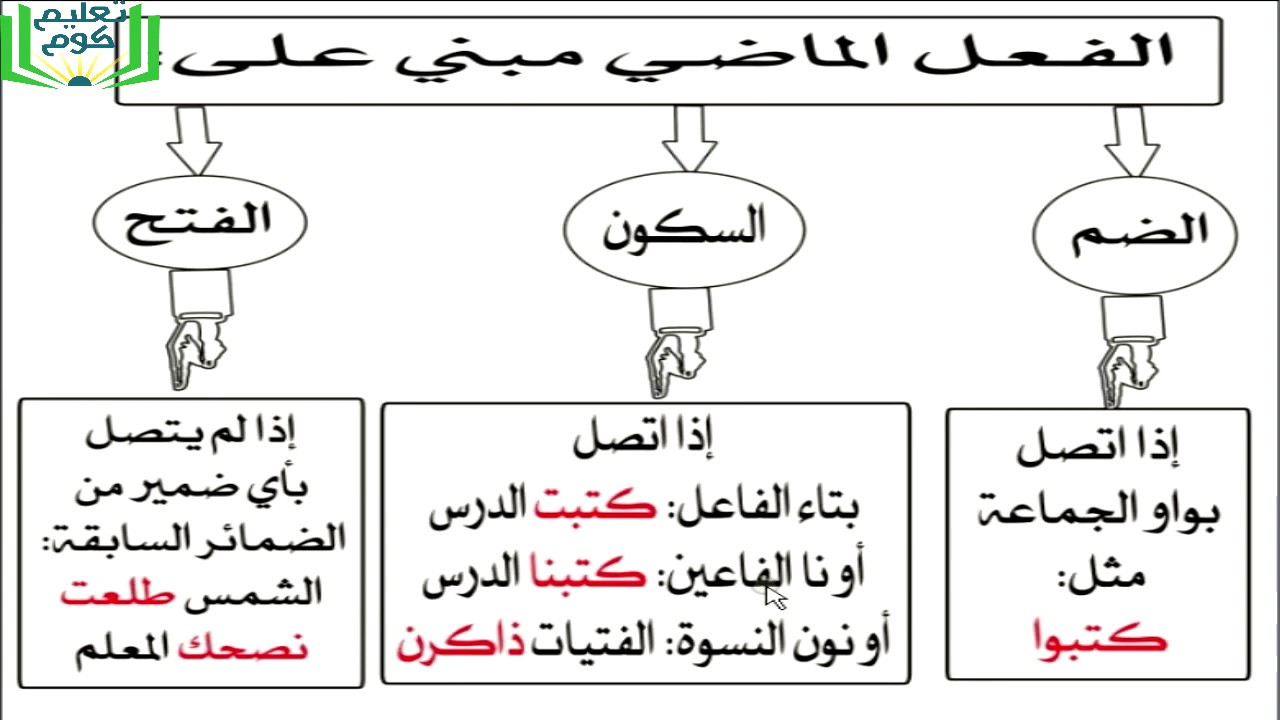 تعليم
كوم
الفعل الماضي مبني على:
الضم
السكون
الفتح
إذا اتصل
بواو الجماعة
مثل:
كتبوا
إذا اتصل
بتاء الفاعل: كتبت الدرس
أو نا الفاعين: كتبنا الدرس
أو نون النسوة: الفتيات ذاكرن
إذا لم يتصل
بأي ضمير من
الضمائر السابقة:
الشمس طلعت
نصحك المعلم